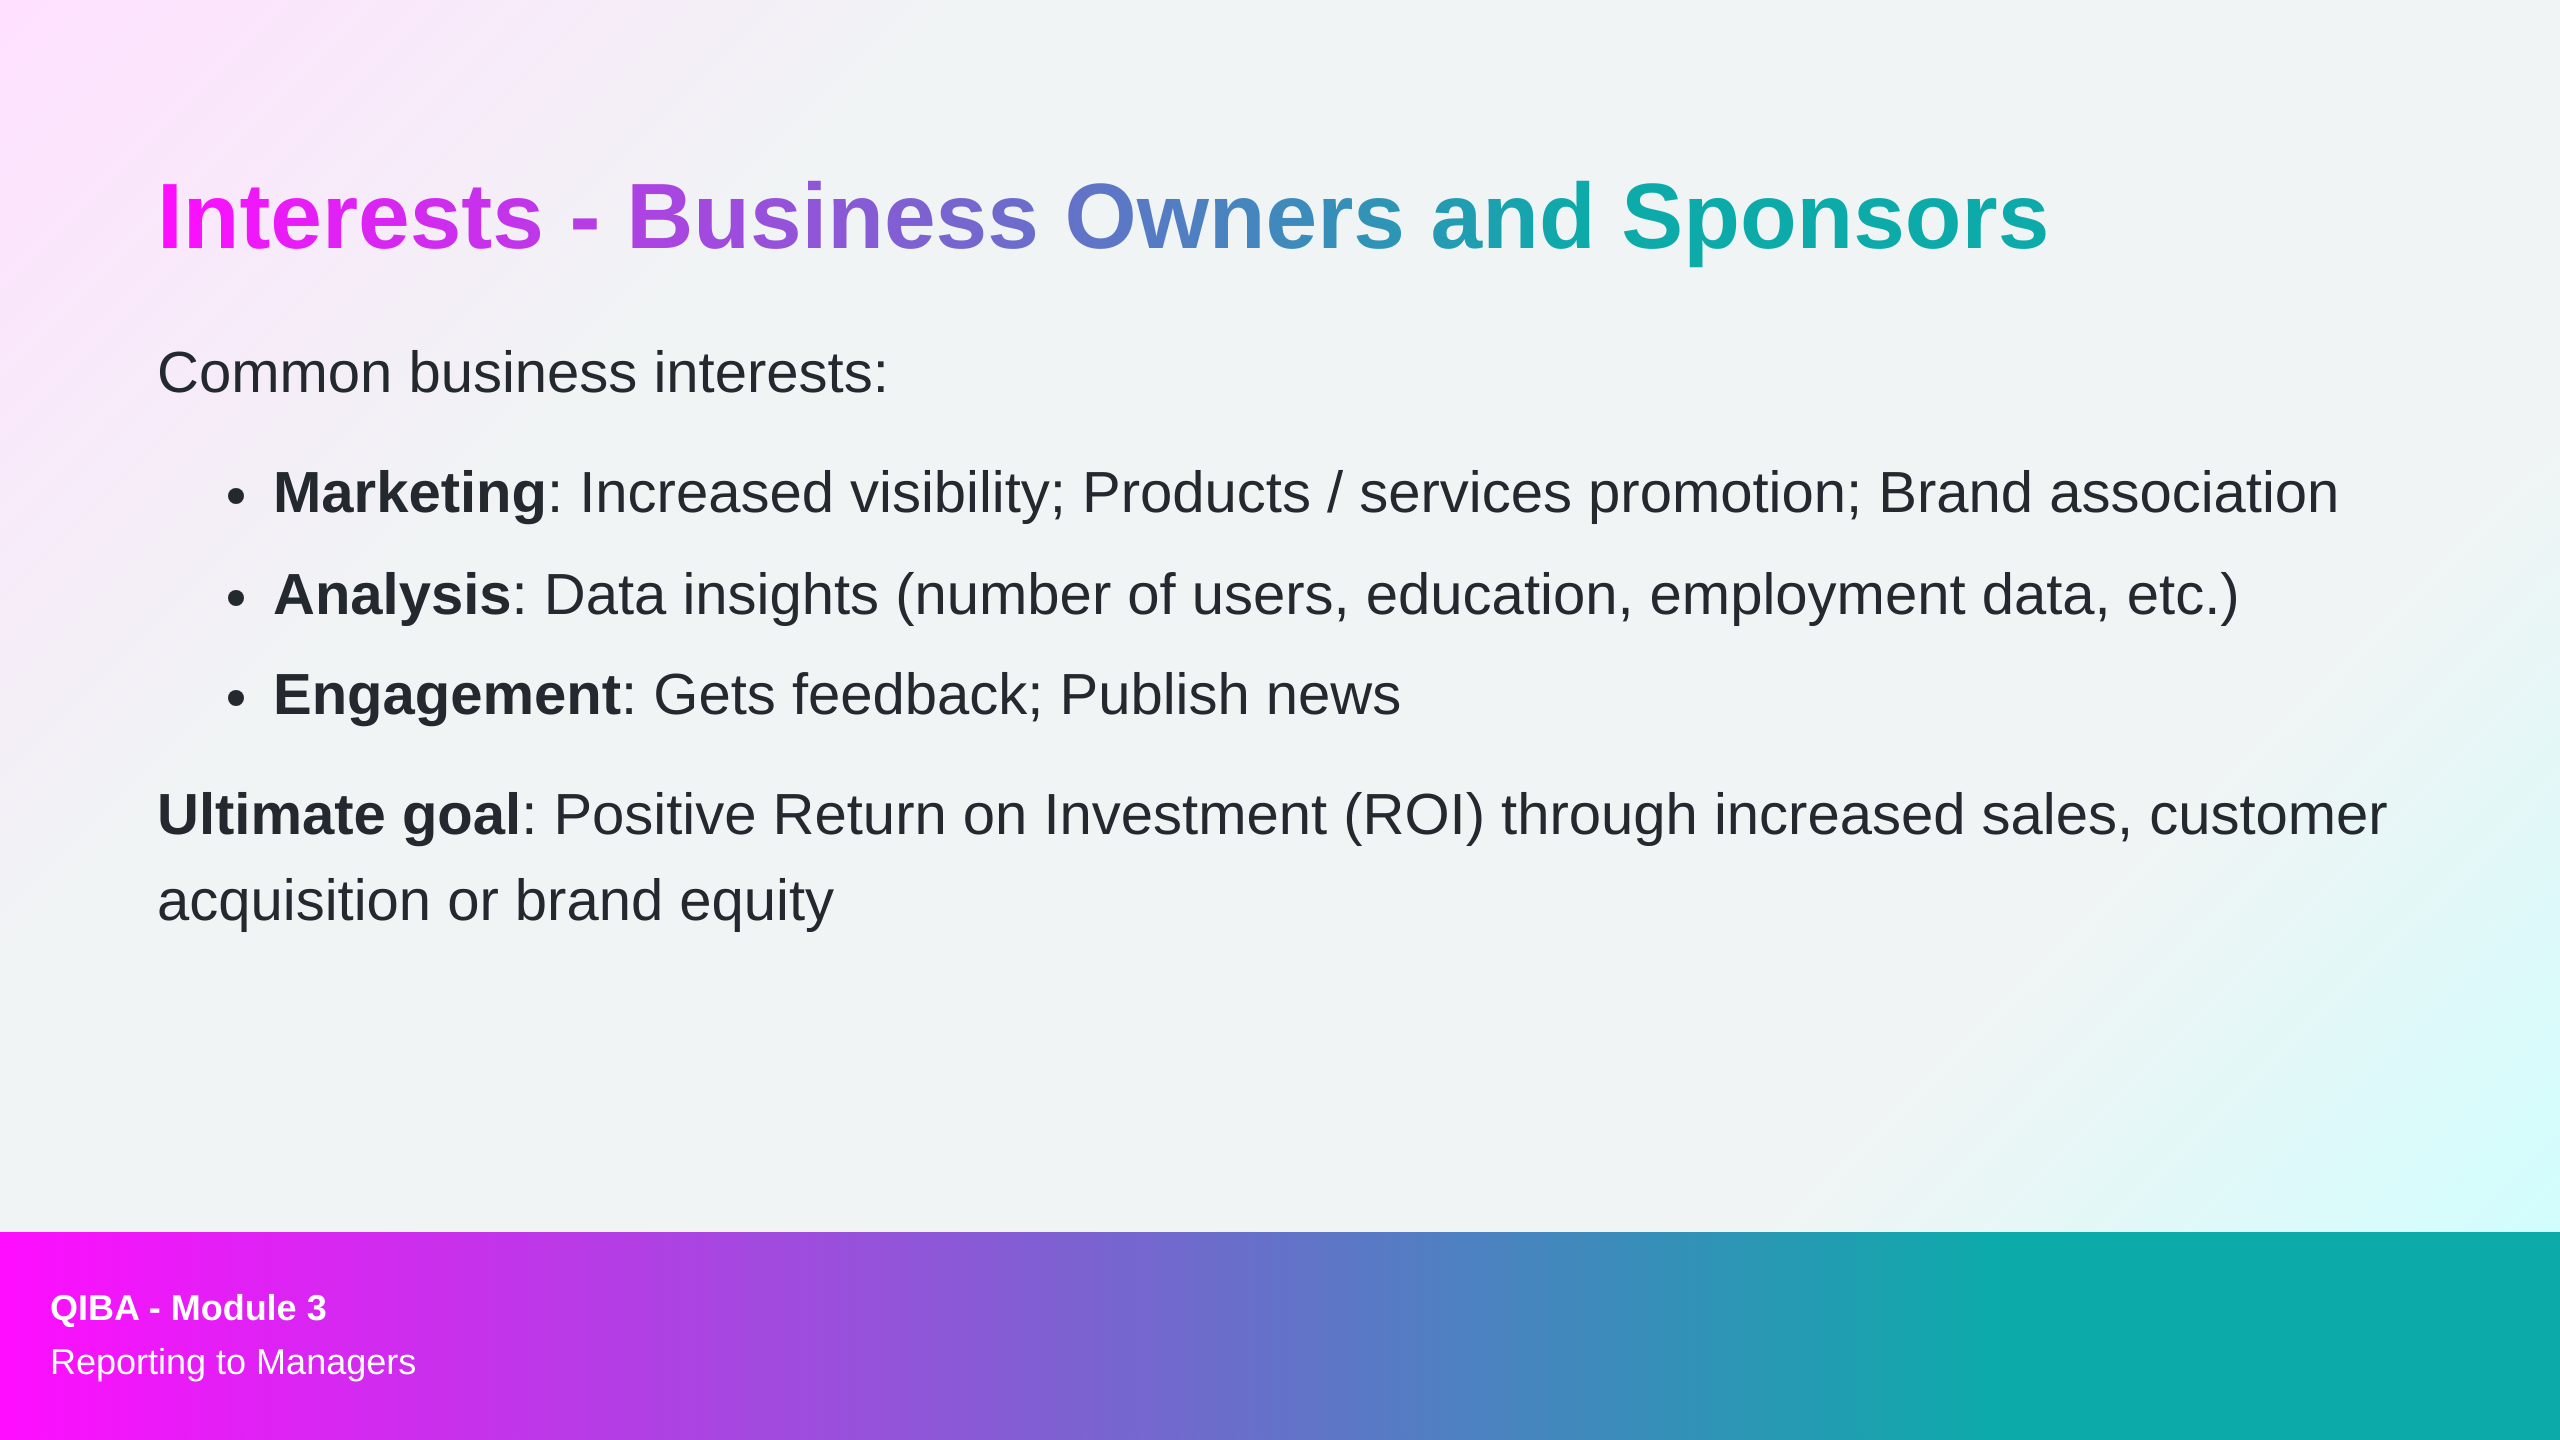 Interests - Business Owners and Sponsors
Common business interests:
• Marketing: Increased visibility; Products / services promotion; Brand association
• Analysis: Data insights (number of users, education, employment data, etc.)
• Engagement: Gets feedback; Publish news
Ultimate goal: Positive Return on Investment (ROI) through increased sales, customer
acquisition or brand equity
QIBA - Module 3
Reporting to Managers